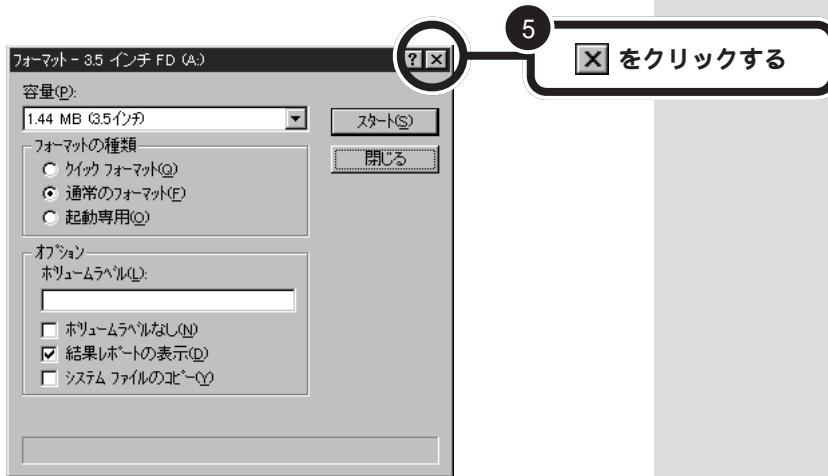 5
× をクリックする
フォーマット - 3.5 インチ FD (A:)
? ×
容量(P):
1.44 MB (3.5インチ)
スタート(S)
閉じる
フォーマットの種類
クイック フォーマット(Q)
通常のフォーマット(F)
起動専用(O)
オプション
ボリュームラベル(L):
ボリュームラベルなし(N)
結果レポートの表示(D)
システム ファイルのコピー(Y)